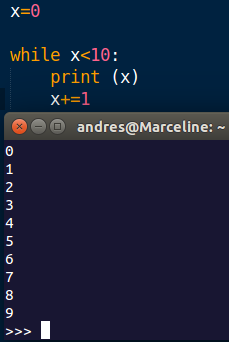 x=0
while x<10:
    print (x)
    x+=1
andres@Marceline: ~
0
1
2
3
4
5
6
7
8
9
>>>